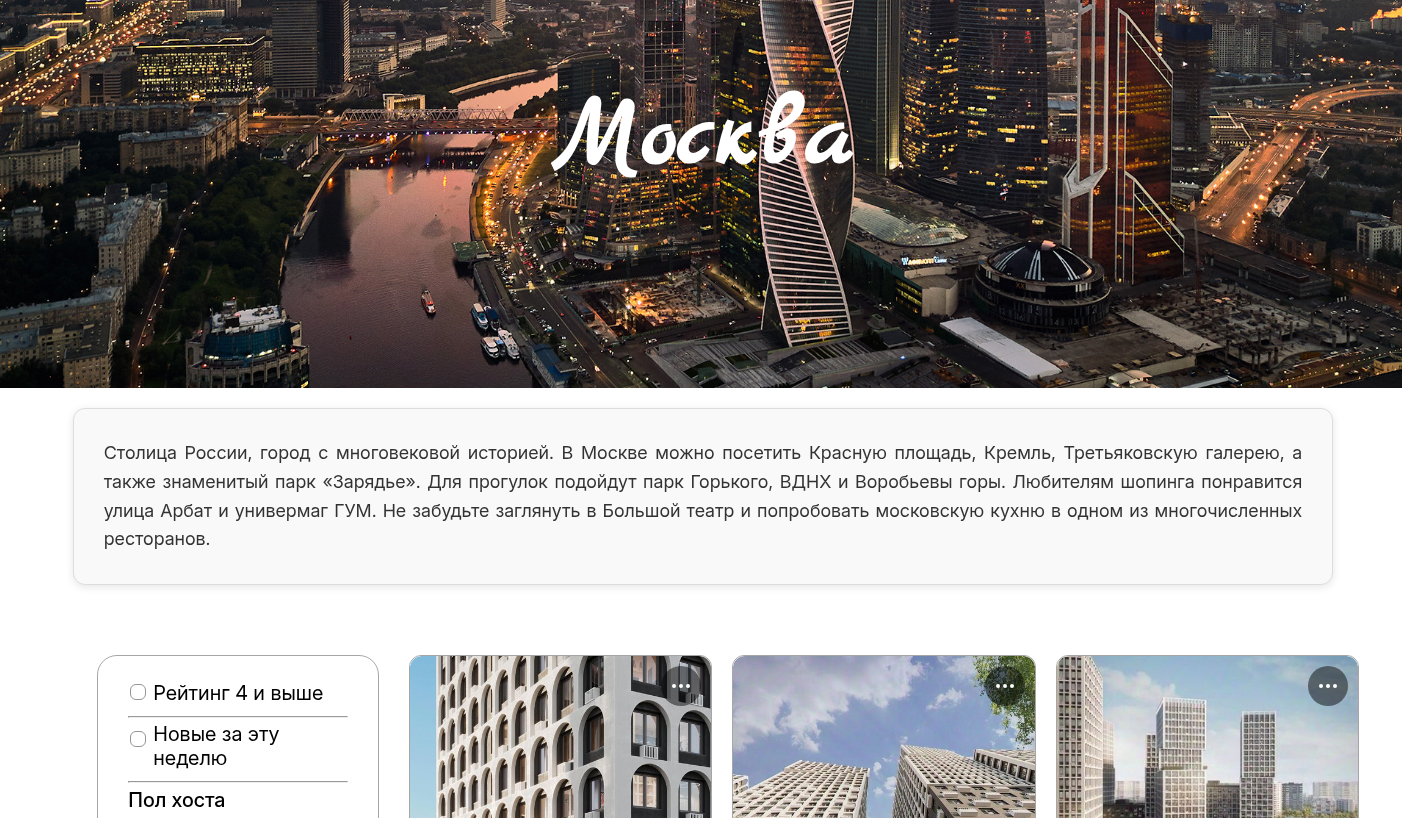 Москва
Столица России, город с многовековой историей. В Москве можно посетить Красную площадь, Кремль, Третьяковскую галерею, а
также знаменитый парк «Зарядье». Для прогулок подойдут парк Горького, ВДНХ и Воробьевы горы. Любителям шопинга понравится
улица Арбат и универмаг ГУМ. Не забудьте заглянуть в Большой театр и попробовать московскую кухню в одном из многочисленных
ресторанов.
Рейтинг 4 и выше
Новые за эту
неделю
Пол хоста